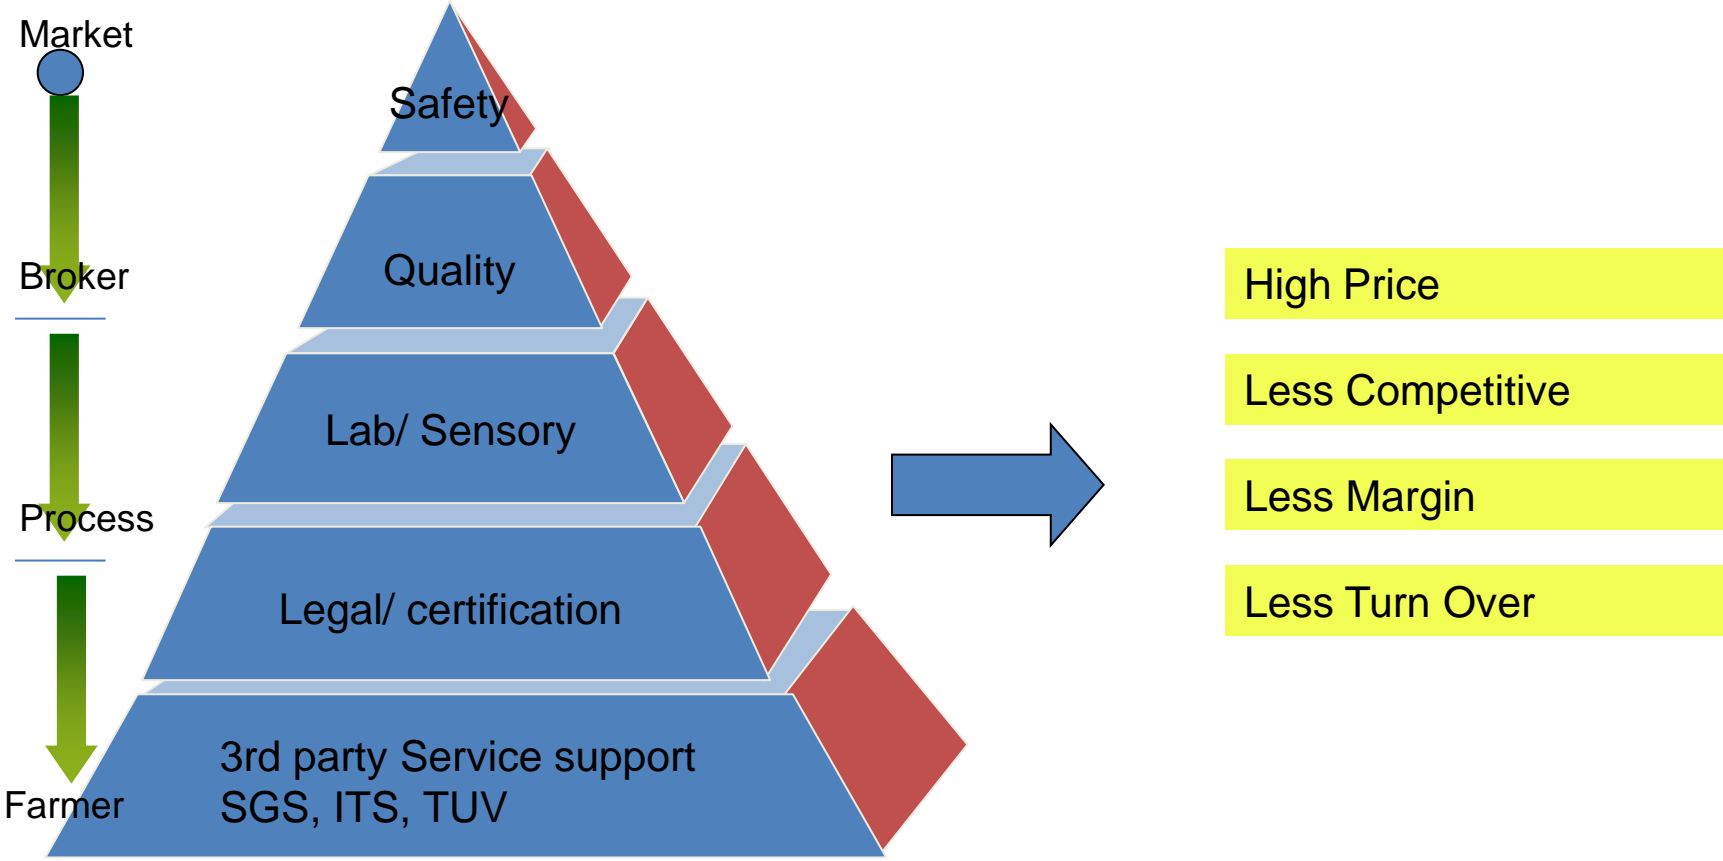 Market
Broker
Process
Farmer
Safety
Quality
Lab/ Sensory
Legal/ certification
3rd party Service support
SGS, ITS, TUV
High Price
Less Competitive
Less Margin
Less Turn Over